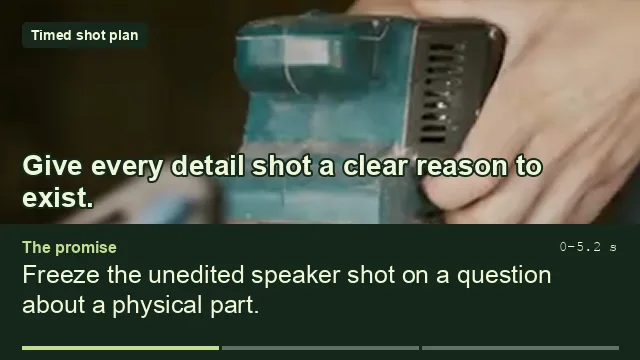 Timed shot plan
Give every detail shot a clear reason to
exist.
The promise
0–5.2 s
Freeze the unedited speaker shot on a question
about a physical part.